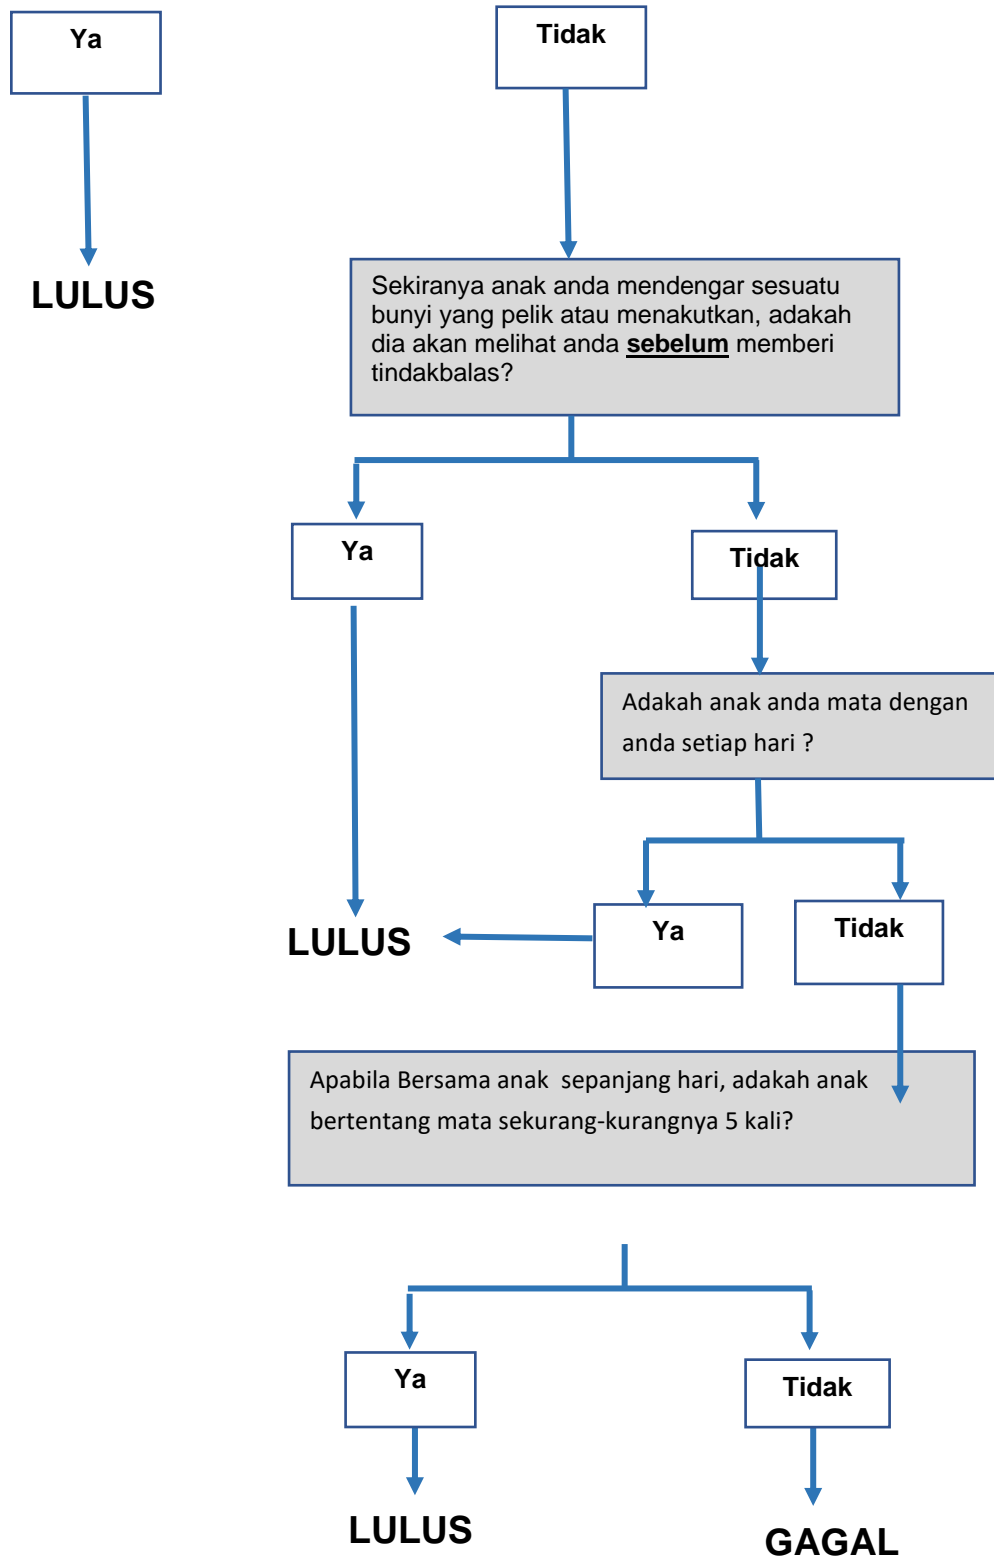 Ya
Tidak
LULUS
Sekiranya anak anda mendengar sesuatu
bunyi yang pelik atau menakutkan, adakah
dia akan melihat anda sebelum memberi
tindakbalas?
Ya
Tidak
Adakah anak anda mata dengan
anda setiap hari ?
LULUS
Ya
Tidak
Apabila Bersama anak  sepanjang hari, adakah anak
bertentang mata sekurang-kurangnya 5 kali?
Ya
Tidak
LULUS
GAGAL